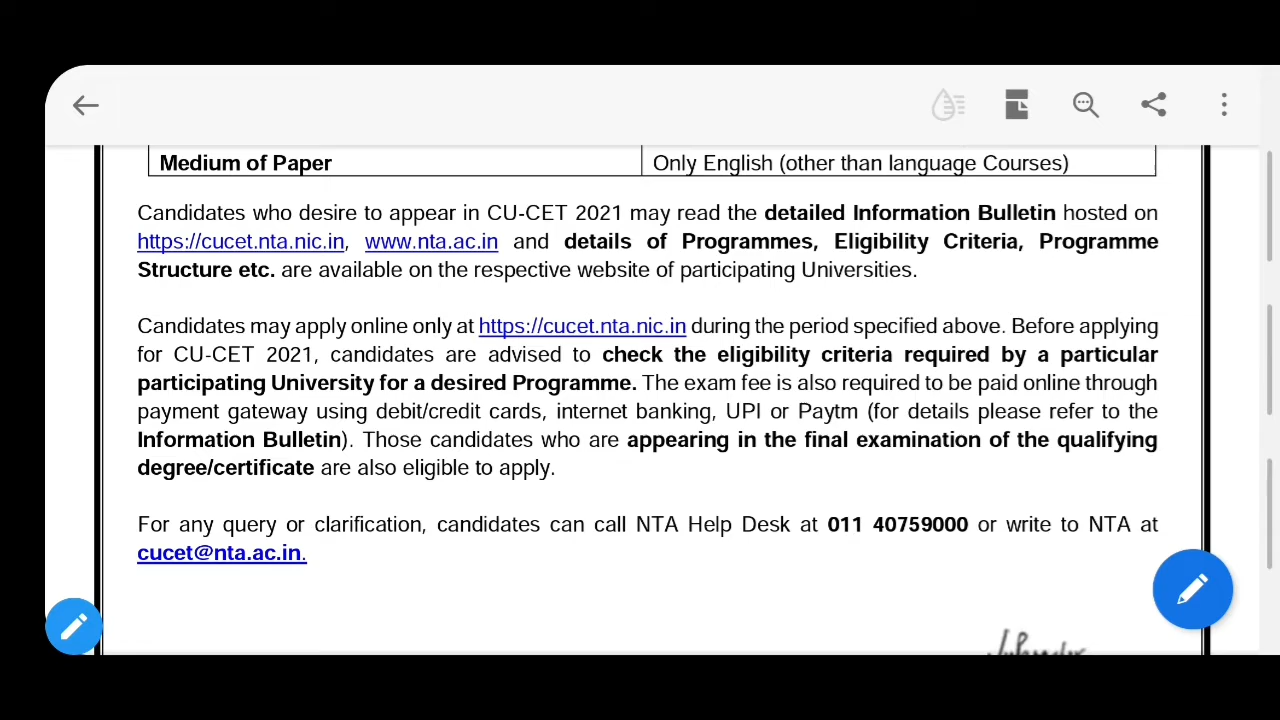 Medium of Paper Only English (other than language Courses)
Candidates who desire to appear in CU-CET 2021 may read the detailed Information Bulletin hosted on
https://cucet.nta.nic.in, www.nta.ac.in and details of Programmes, Eligibility Criteria, Programme
Structure etc. are available on the respective website of participating Universities.
Candidates may apply online only at https://cucet.nta.nic.in during the period specified above. Before applying
for CU-CET 2021, candidates are advised to check the eligibility criteria required by a particular
participating University for a desired Programme. The exam fee is also required to be paid online through
payment gateway using debit/credit cards, internet banking, UPI or Paytm (for details please refer to the
Information Bulletin). Those candidates who are appearing in the final examination of the qualifying
degree/certificate are also eligible to apply.
For any query or clarification, candidates can call NTA Help Desk at 011 40759000 or write to NTA at
cucet@nta.ac.in.